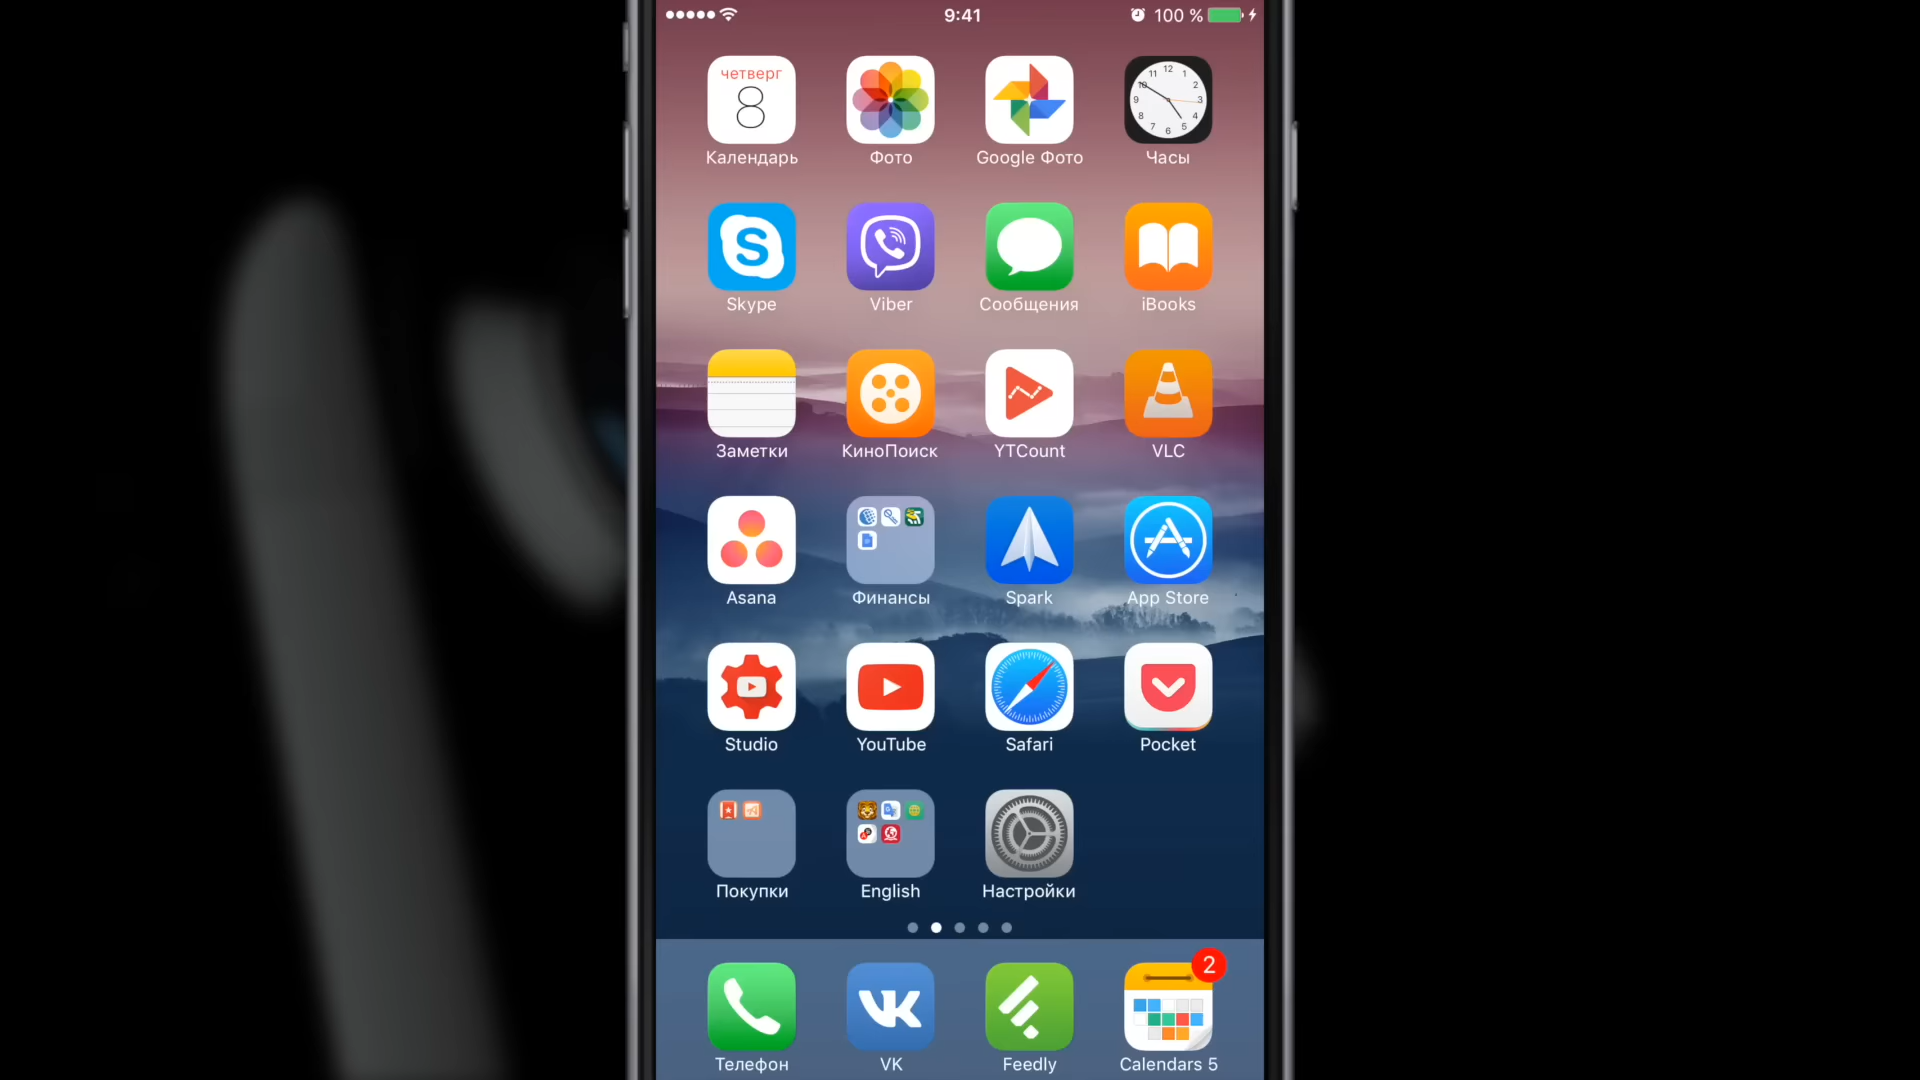 9:41 100 %
четверг
8
Календарь Фото Google Фото Часы
Skype Viber Сообщения iBooks
Заметки КиноПоиск YTCount VLC
Asana Финансы Spark App Store
Studio YouTube Safari Pocket
Покупки English Настройки
2
Телефон VK Feedly Calendars 5